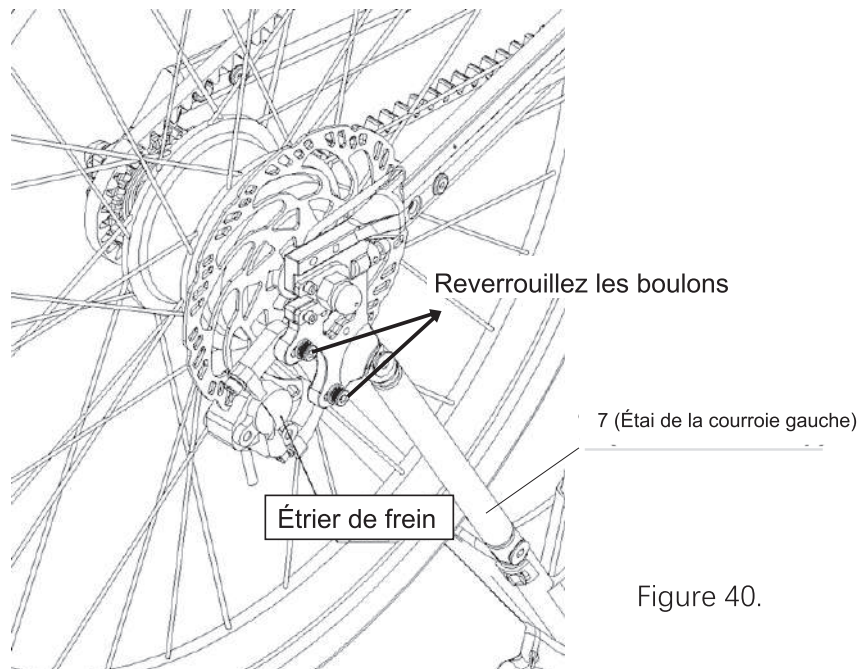 Reverrouillez les boulons
7 (Étai de la courroie gauche)
Étrier de frein
Figure 40.